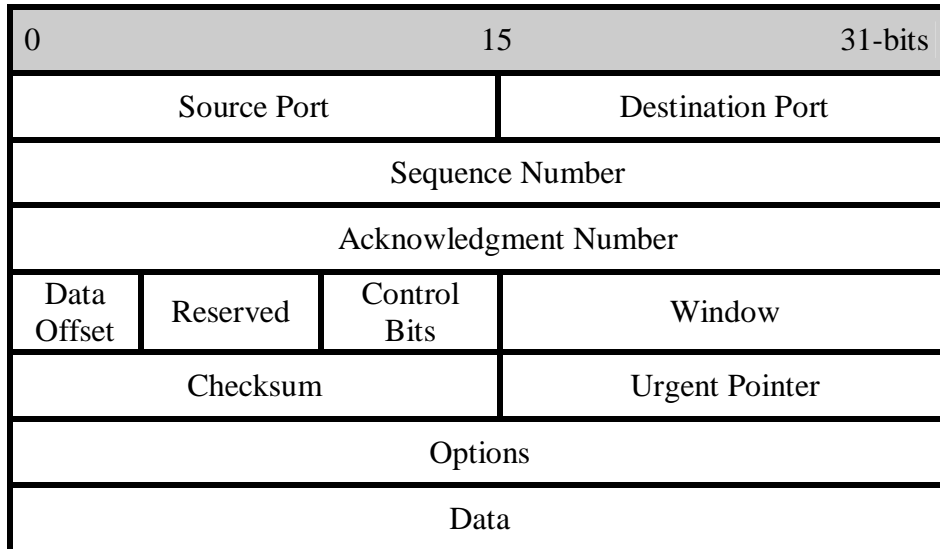 0 15 31-bits
Source Port Destination Port
Sequence Number
Acknowledgment Number
Data Offset Reserved Control Bits Window
Checksum Urgent Pointer
Options
Data